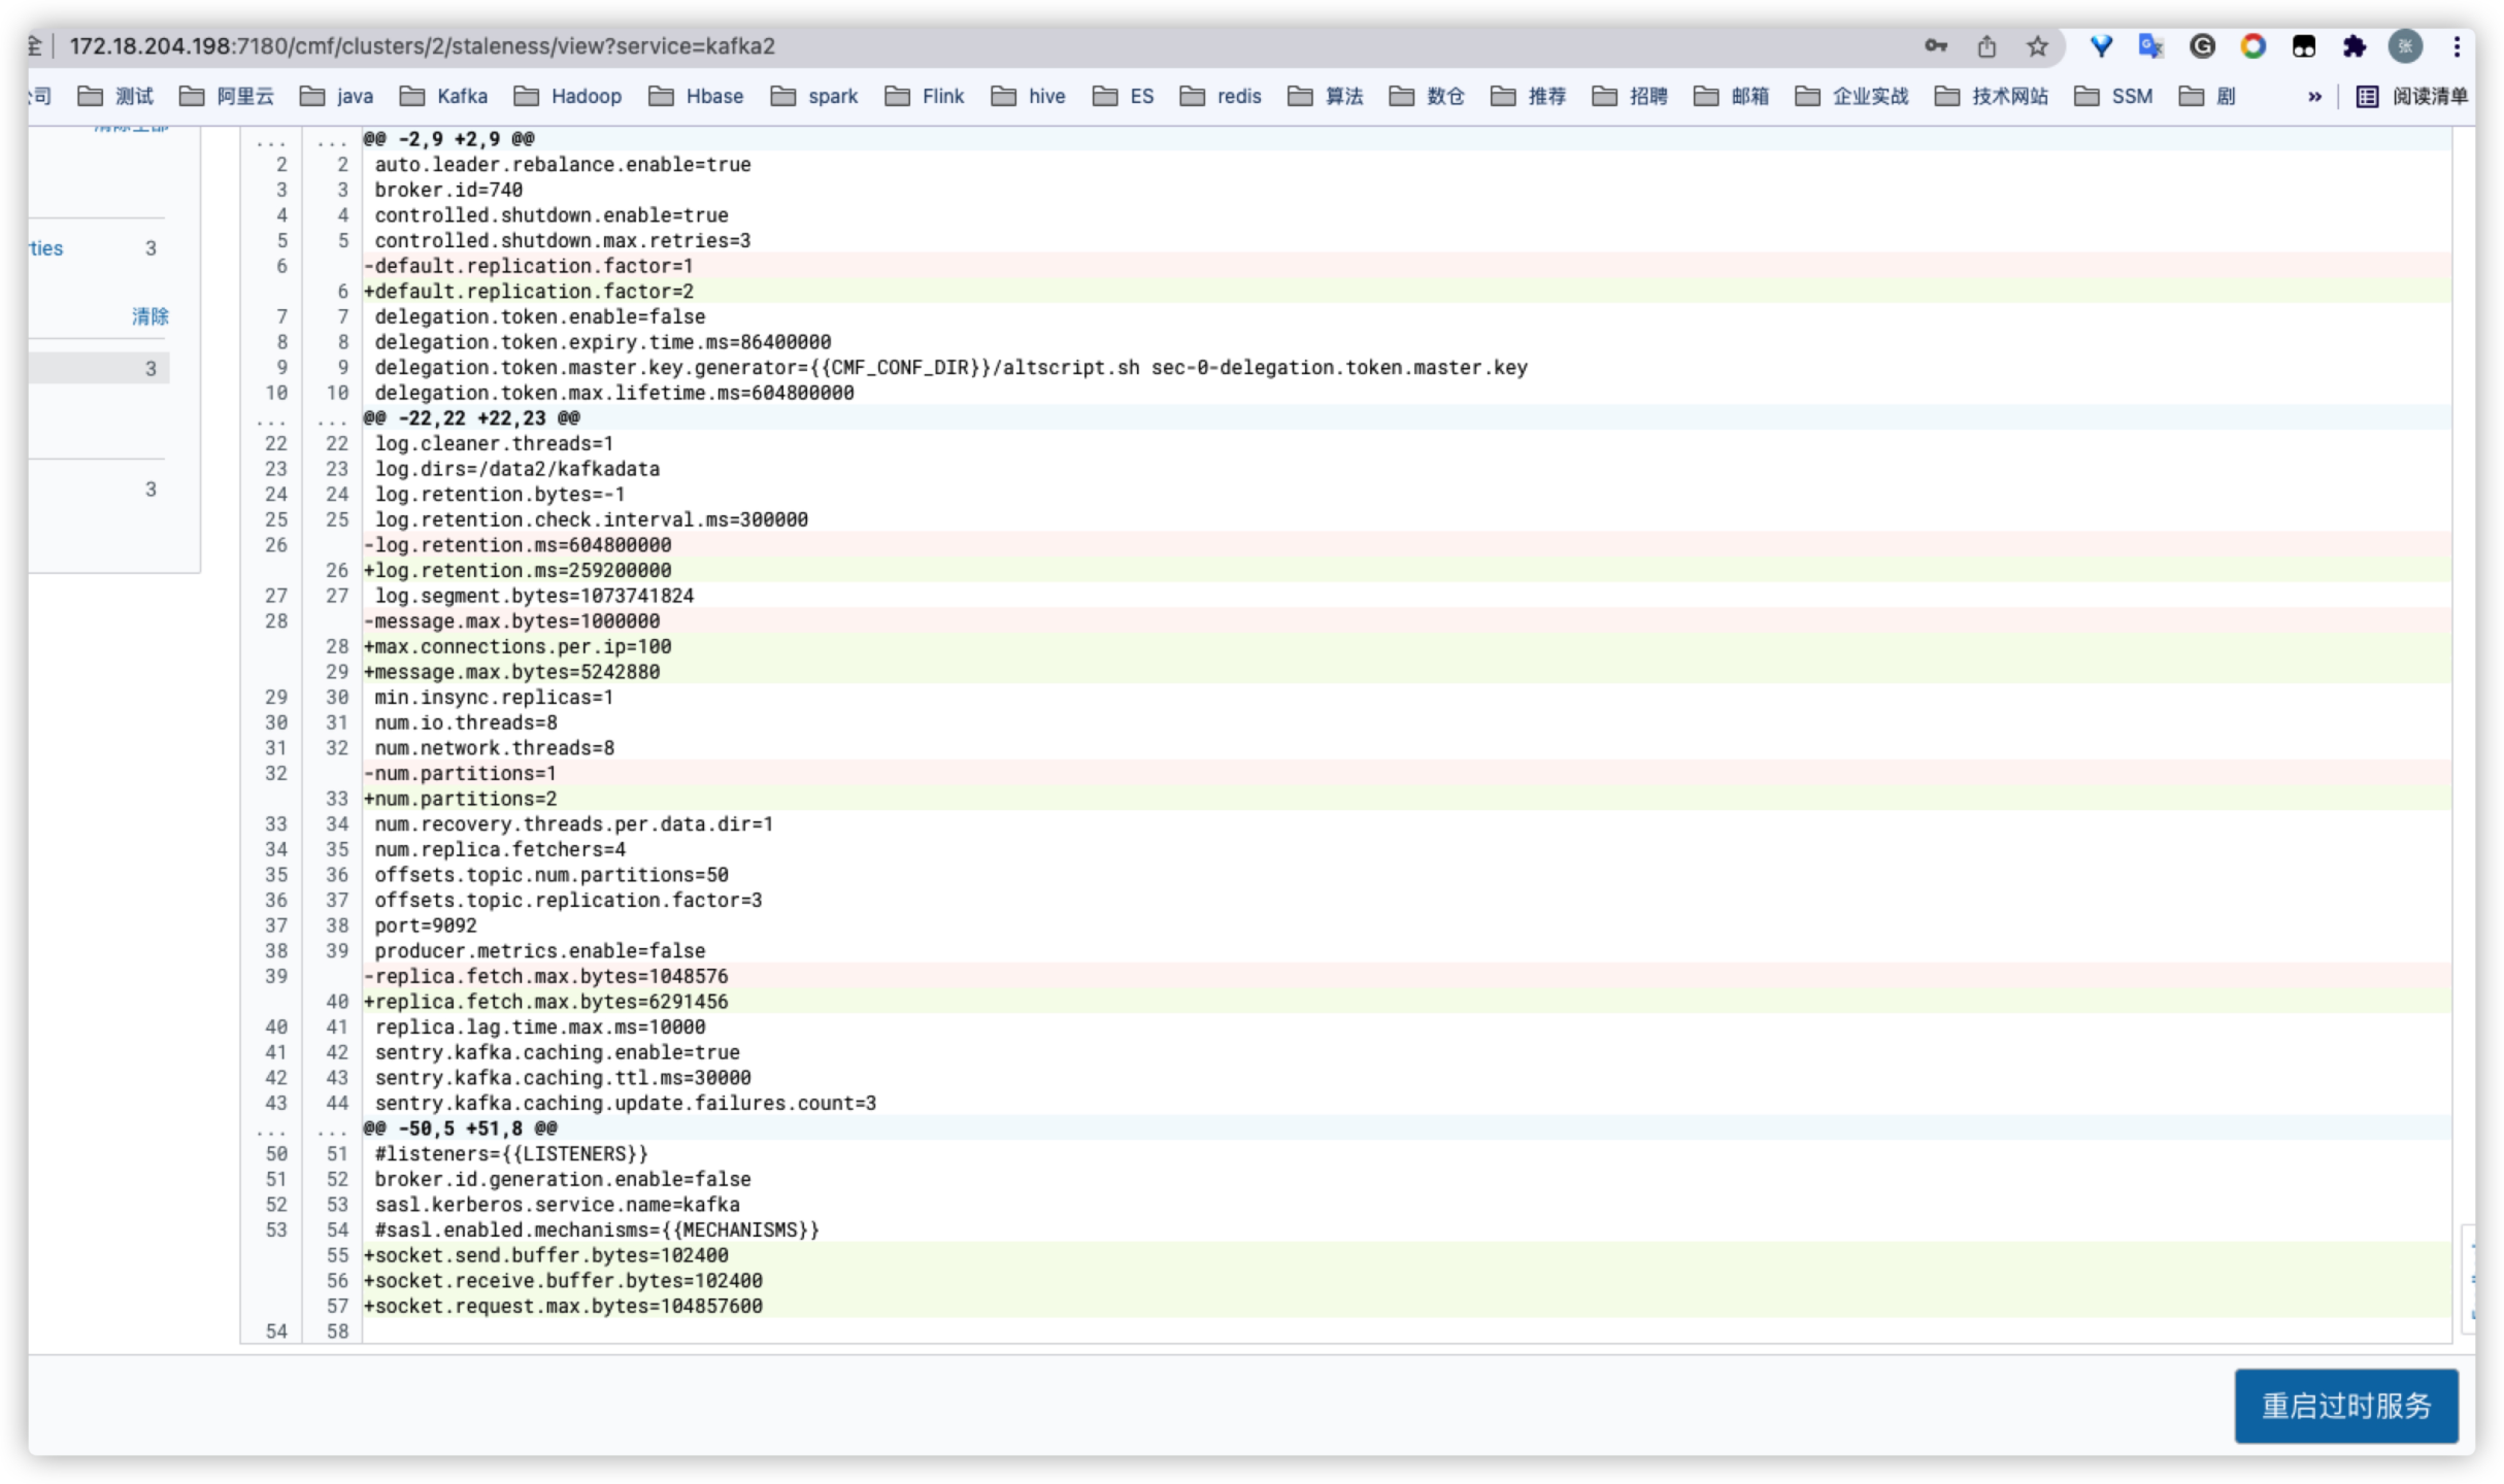 全 | 172.18.204.198:7180/cmf/clusters/2/staleness/view?service=kafka2 张
公司 测试 阿里云 java Kafka Hadoop Hbase spark Flink hive ES redis 算法 数仓 推荐 招聘 邮箱 企业实战 技术网站 SSM 剧 » 阅读清单
清除全部
rties 3
清除
3
3
... ... @@ -2,9 +2,9 @@
2 2 auto.leader.rebalance.enable=true
3 3 broker.id=740
4 4 controlled.shutdown.enable=true
5 5 controlled.shutdown.max.retries=3
6 -default.replication.factor=1
6 +default.replication.factor=2
7 7 delegation.token.enable=false
8 8 delegation.token.expiry.time.ms=86400000
9 9 delegation.token.master.key.generator={{CMF_CONF_DIR}}/altscript.sh sec-0-delegation.token.master.key
10 10 delegation.token.max.lifetime.ms=604800000
... ... @@ -22,22 +22,23 @@
22 22 log.cleaner.threads=1
23 23 log.dirs=/data2/kafkadata
24 24 log.retention.bytes=-1
25 25 log.retention.check.interval.ms=300000
26 -log.retention.ms=604800000
26 +log.retention.ms=259200000
27 27 log.segment.bytes=1073741824
28 -message.max.bytes=1000000
28 +max.connections.per.ip=100
29 +message.max.bytes=5242880
29 30 min.insync.replicas=1
30 31 num.io.threads=8
31 32 num.network.threads=8
32 -num.partitions=1
33 +num.partitions=2
33 34 num.recovery.threads.per.data.dir=1
34 35 num.replica.fetchers=4
35 36 offsets.topic.num.partitions=50
36 37 offsets.topic.replication.factor=3
37 38 port=9092
38 39 producer.metrics.enable=false
39 -replica.fetch.max.bytes=1048576
40 +replica.fetch.max.bytes=6291456
40 41 replica.lag.time.max.ms=10000
41 42 sentry.kafka.caching.enable=true
42 43 sentry.kafka.caching.ttl.ms=30000
43 44 sentry.kafka.caching.update.failures.count=3
... ... @@ -50,5 +51,8 @@
50 51 #listeners={{LISTENERS}}
51 52 broker.id.generation.enable=false
52 53 sasl.kerberos.service.name=kafka
53 54 #sasl.enabled.mechanisms={{MECHANISMS}}
55 +socket.send.buffer.bytes=102400
56 +socket.receive.buffer.bytes=102400
57 +socket.request.max.bytes=104857600
54 58
重启过时服务